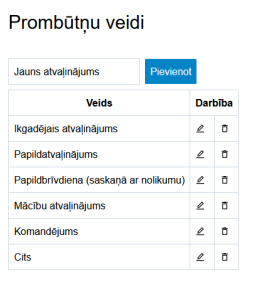 Prombūtņu veidi
Jauns atvaļinājums Pievienot
Veids Darbība
Ikgadējais atvaļinājums
Papildatvaļinājums
Papildbrīvdiena (saskaņā ar nolikumu)
Mācību atvaļinājums
Komandējums
Cits